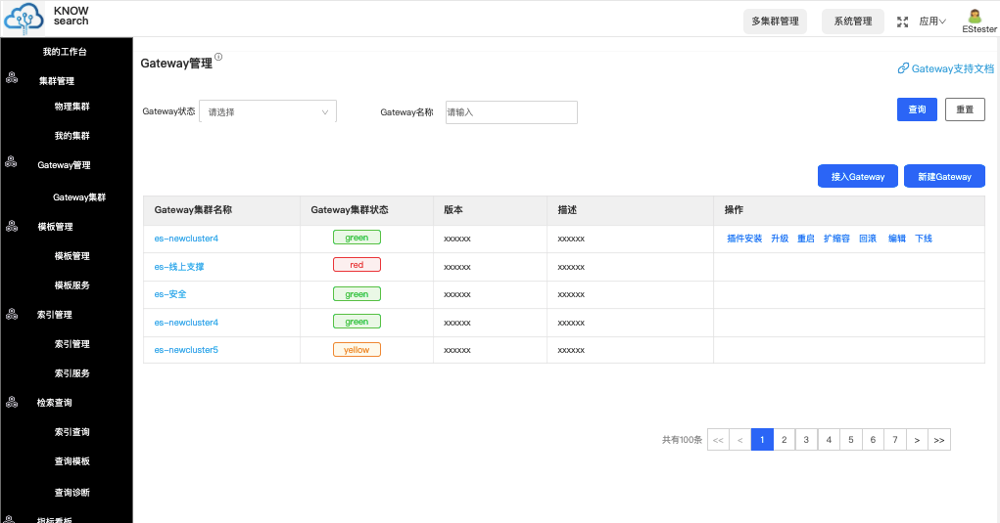 KNOW
search
多集群管理
系统管理
应用
EStester
我的工作台
集群管理
物理集群
我的集群
Gateway管理
Gateway集群
模板管理
模板管理
模板服务
索引管理
索引管理
索引服务
检索查询
索引查询
查询模板
查询诊断
指标看板
Gateway管理
Gateway支持文档
Gateway状态 请选择 Gateway名称 请输入 查询 重置
接入Gateway 新建Gateway
Gateway集群名称 Gateway集群状态 版本 描述 操作
es-newcluster4 green xxxxxx xxxxxx 插件安装 升级 重启 扩缩容 回滚 编辑 下线
es-线上支撑 red xxxxxx xxxxxx
es-安全 green xxxxxx xxxxxx
es-newcluster4 green xxxxxx xxxxxx
es-newcluster5 yellow xxxxxx xxxxxx
共有100条 << < 1 2 3 4 5 6 7 > >>